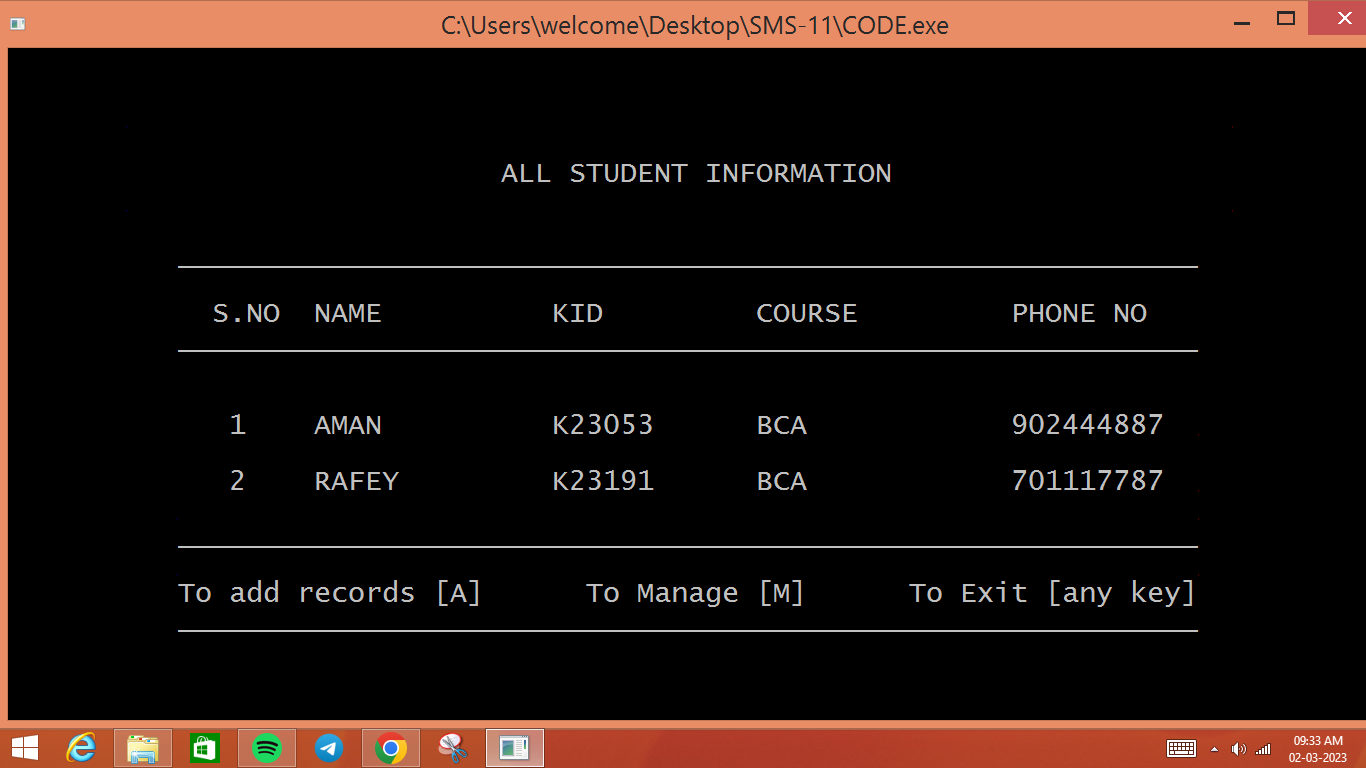 C:\Users\welcome\Desktop\SMS-11\CODE.exe
ALL STUDENT INFORMATION
S.NO NAME KID COURSE PHONE NO
1 AMAN K23053 BCA 902444887
2 RAFEY K23191 BCA 701117787
To add records [A] To Manage [M] To Exit [any key]
09:33 AM
02-03-2023